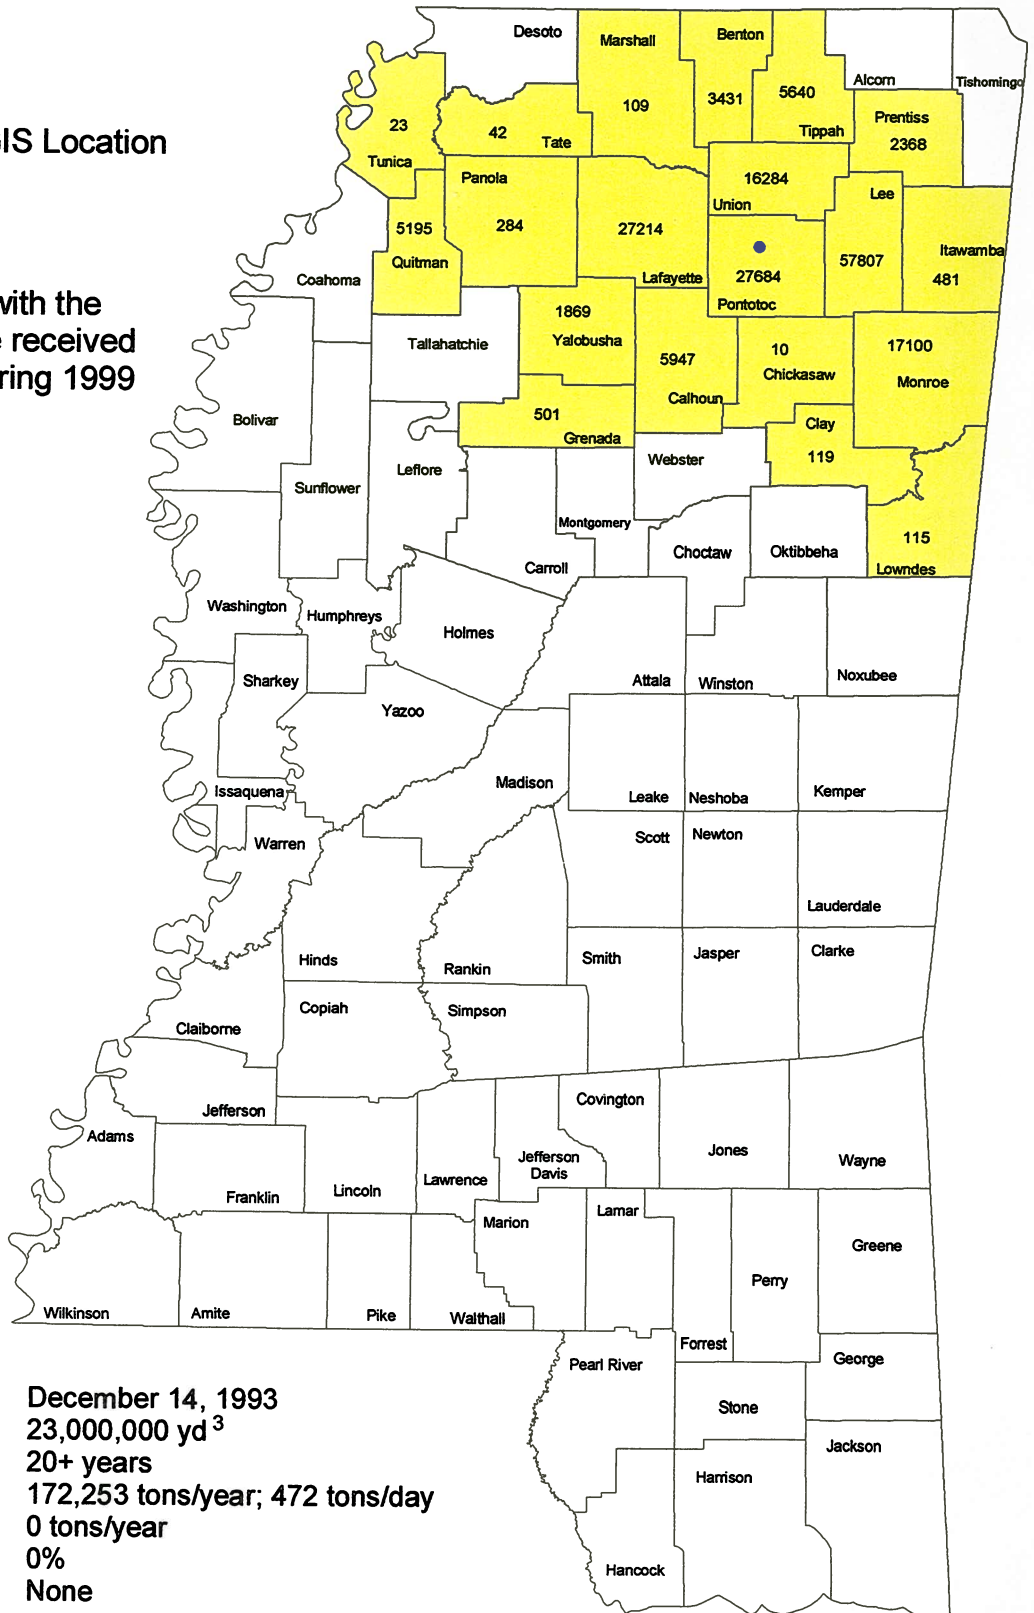 Desoto
Marshall
Benton
Alcorn
Tishomingo
109
3431
5640
Tippah
Prentiss
2368
IS Location
23
Tunica
42
Tate
Panola
284
16284
Union
Lee
5195
Quitman
27214
Lafayette
27684
Pontotoc
57807
Itawamba
481
Coahoma
with the
received
ring 1999
Tallahatchie
1869
Yalobusha
5947
Calhoun
10
Chickasaw
17100
Monroe
Bolivar
501
Grenada
Clay
119
Leflore
Webster
Sunflower
Montgomery
Carroll
Choctaw
Oktibbeha
115
Lowndes
Washington
Humphreys
Holmes
Sharkey
Attala
Winston
Noxubee
Yazoo
Issaquena
Madison
Leake
Neshoba
Kemper
Warren
Scott
Newton
Lauderdale
Hinds
Rankin
Smith
Jasper
Clarke
Copiah
Simpson
Claiborne
Jefferson
Covington
Adams
Jefferson
Davis
Jones
Wayne
Franklin
Lincoln
Lawrence
Marion
Lamar
Greene
Perry
Wilkinson
Amite
Pike
Walthall
Forrest
George
Pearl River
Stone
Jackson
Harrison
Hancock
December 14, 1993
23,000,000 yd 3
20+ years
172,253 tons/year; 472 tons/day
0 tons/year
0%
None